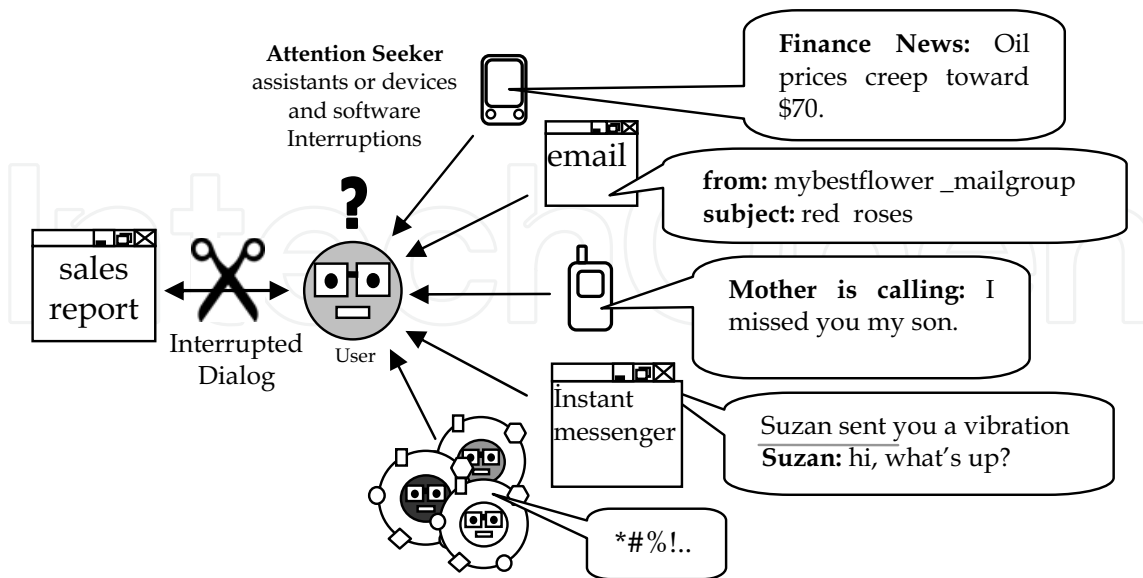 Attention Seeker
assistants or devices
and software
Interruptions
Finance News: Oil
prices creep toward
$70.
email
from: mybestflower _mailgroup
subject: red roses
?
sales
report
Interrupted
Dialog
User
Mother is calling: I
missed you my son.
İnstant
messenger
Suzan sent you a vibration
Suzan: hi, what's up?
*#%!..
IntechOpen